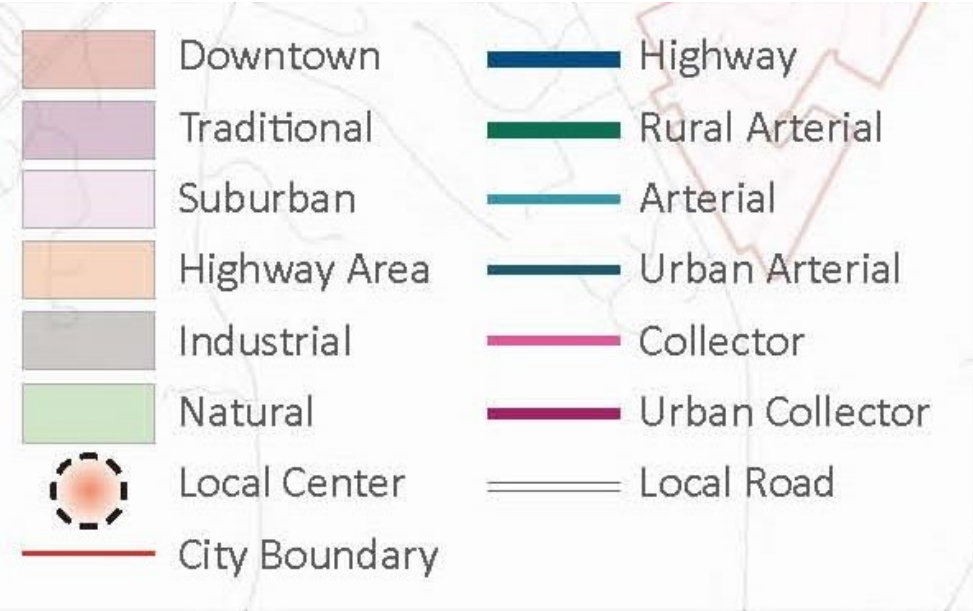 Downtown
Traditional
Suburban
Highway Area
Industrial
Natural
Local Center
City Boundary
Highway
Rural Arterial
Arterial
Urban Arterial
Collector
Urban Collector
Local Road